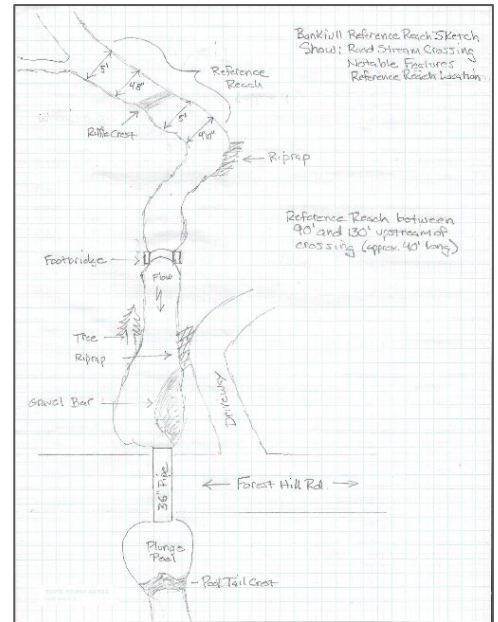 Bankfull Reference Reach Sketch
Show: Road Stream Crossing
Notable Features
Reference Reach Location
Reference
Reach
5'
4'8"
5'
Riffle Crest
Riprap
Reference Reach between
90' and 130' upstream of
crossing (approx. 40' long)
Footbridge
Flow
Tree
Riprap
Gravel Bar
Driveway
36" Pipe
Forest Hill Rd.
Plunge
Pool
Pool Tail Crest